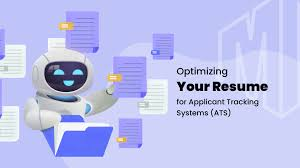 Optimizing
Your Resume
for Applicant Tracking
Systems (ATS)